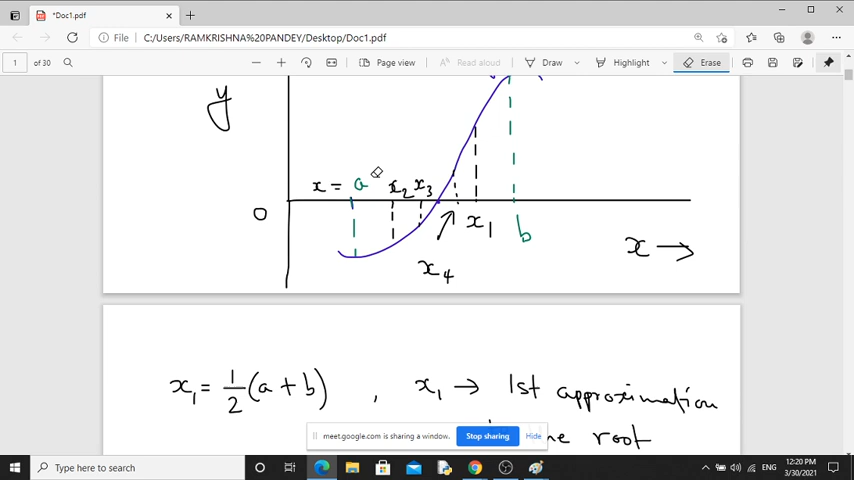 *Doc1.pdf
File | C:/Users/RAMKRISHNA%20PANDEY/Desktop/Doc1.pdf
1 of 30 Page view Read aloud Draw Highlight Erase
y
x = a x₂ x₃
0 x₁ b
x₄ x →
x₁ = 1/2 (a + b) , x₁ → 1st approximation
root
meet.google.com is sharing a window. Stop sharing Hide
Type here to search ENG 12:20 PM
3/30/2021